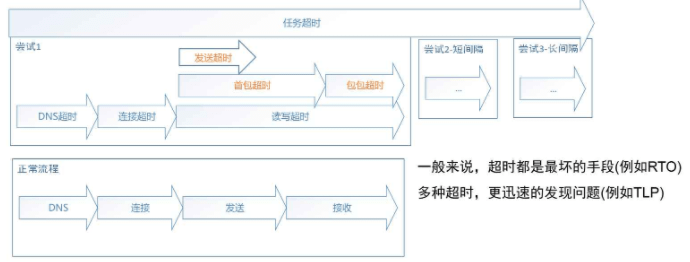 任务超时
尝试1
尝试2-短间隔
尝试3-长间隔
发送超时
首包超时
包包超时
...
...
DNS超时
连接超时
读写超时
正常流程
一般来说，超时都是最坏的手段(例如RTO)
多种超时，更迅速的发现问题(例如TLP)
DNS
连接
发送
接收